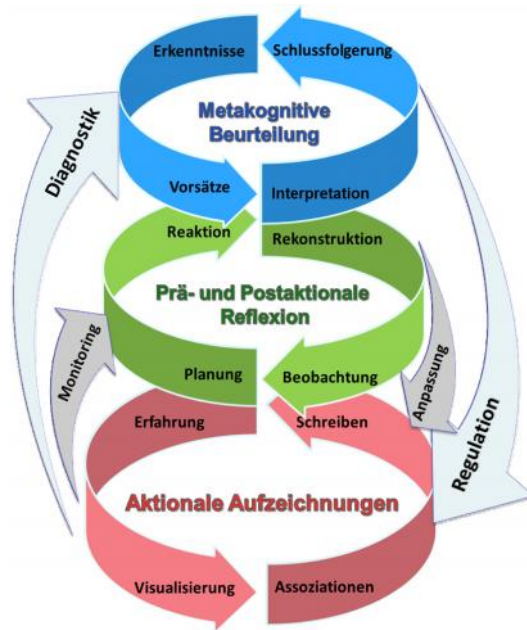 Erkenntnisse
Schlussfolgerung
Metakognitive
Beurteilung
Diagnostik
Vorsätze
Interpretation
Reaktion
Rekonstruktion
Prä- und Postaktionale
Reflexion
Monitoring
Planung
Beobachtung
Anpassung
Erfahrung
Schreiben
Regulation
Aktionale Aufzeichnungen
Visualisierung
Assoziationen